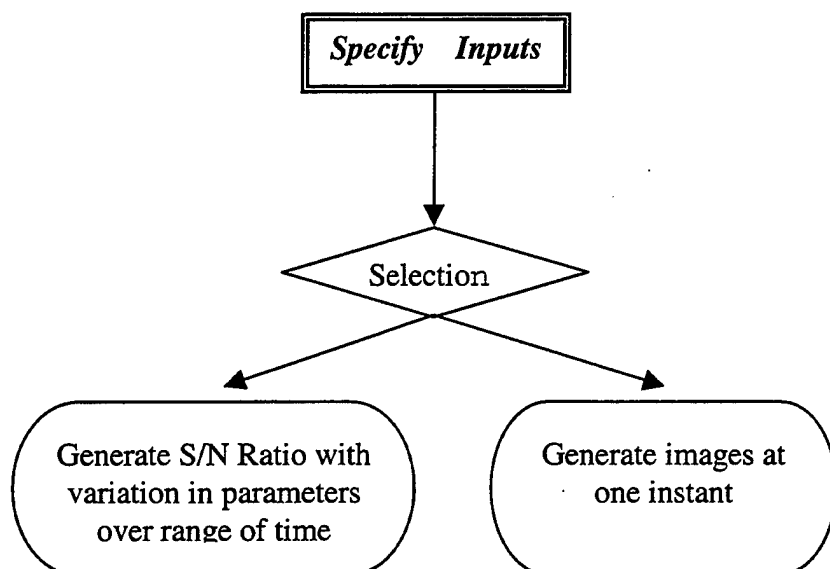 Specify Inputs
Selection
Generate S/N Ratio with
variation in parameters
over range of time
Generate images at
one instant